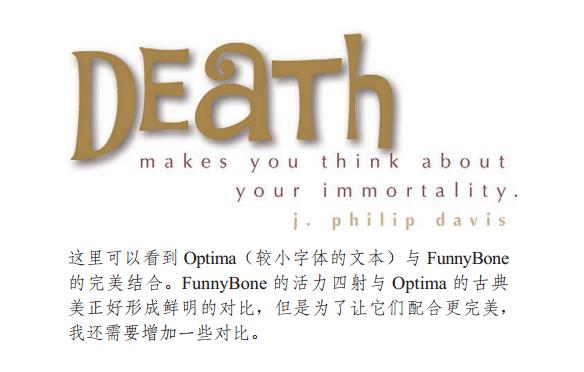 DEATh
makes you think about
your immortality.
j. philip davis
这里可以看到 Optima（较小字体的文本）与 FunnyBone
的完美结合。FunnyBone 的活力四射与 Optima 的古典
美正好形成鲜明的对比，但是为了让它们配合更完美，
我还需要增加一些对比。